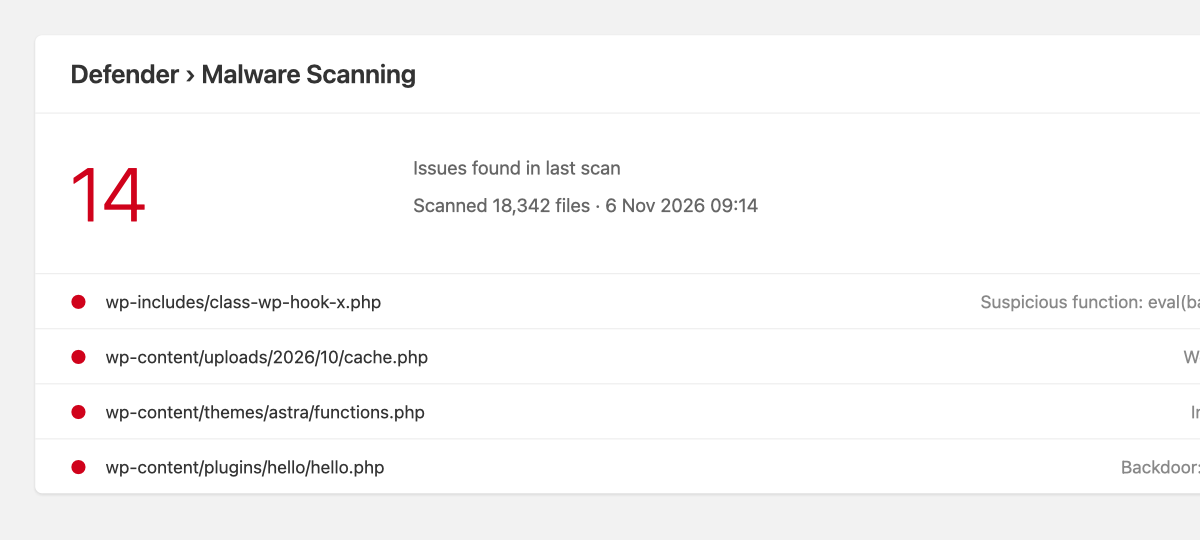 Defender › Malware Scanning
14
Issues found in last scan
Scanned 18,342 files · 6 Nov 2026 09:14
wp-includes/class-wp-hook-x.php
Suspicious function:
wp-content/uploads/2026/10/cache.php
wp-content/themes/astra/functions.php
wp-content/plugins/hello/hello.php
Backdoor: